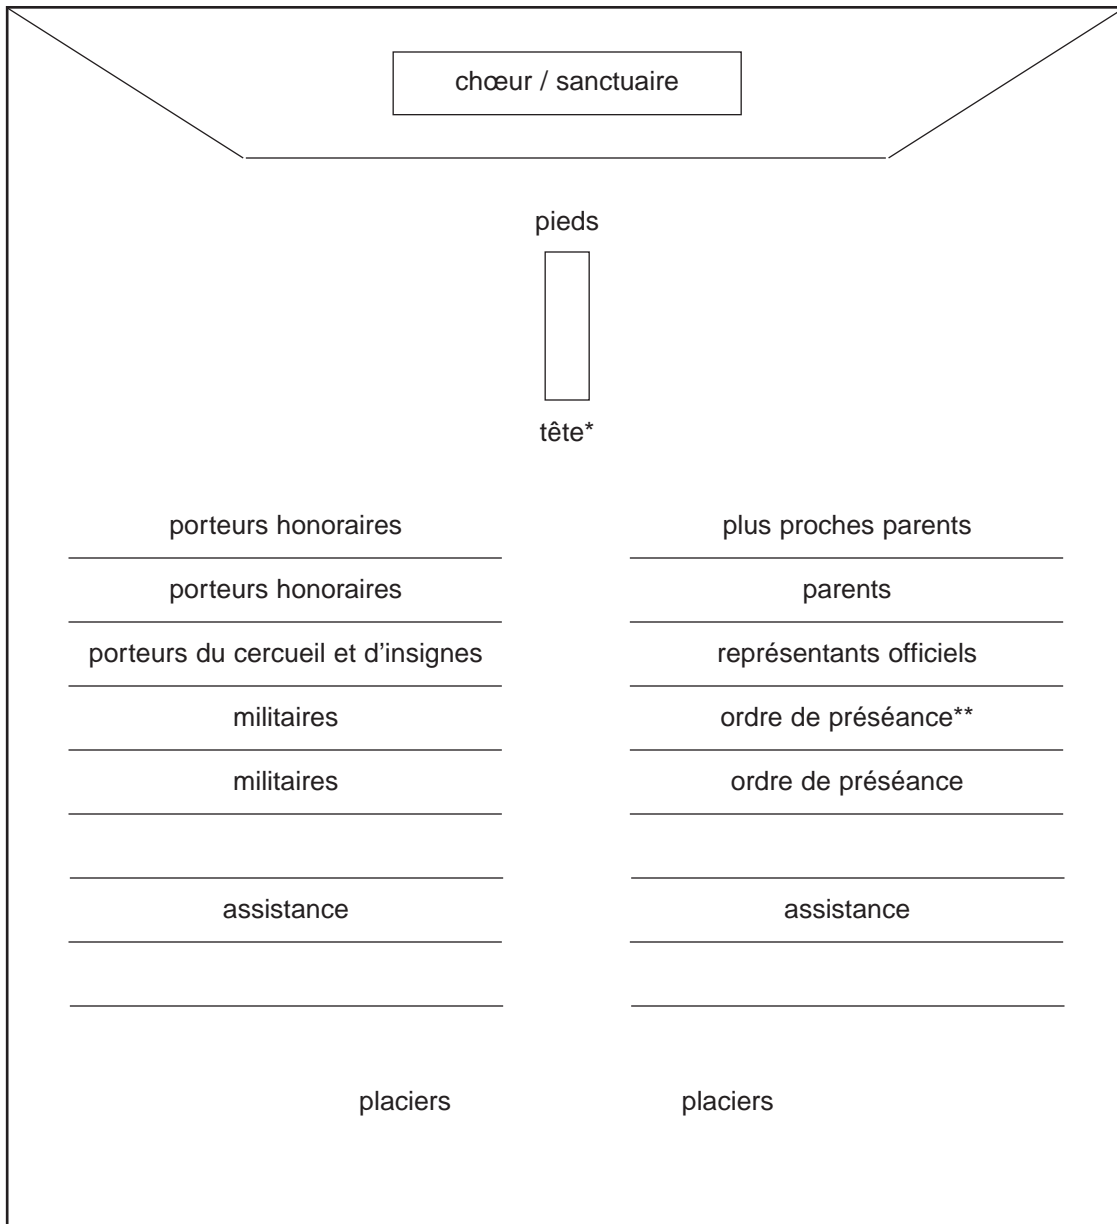 chœur / sanctuaire
pieds
tête*
porteurs honoraires
plus proches parents
porteurs honoraires
parents
porteurs du cercueil et d’insignes
représentants officiels
militaires
ordre de préséance**
militaires
ordre de préséance
assistance
assistance
placiers
placiers